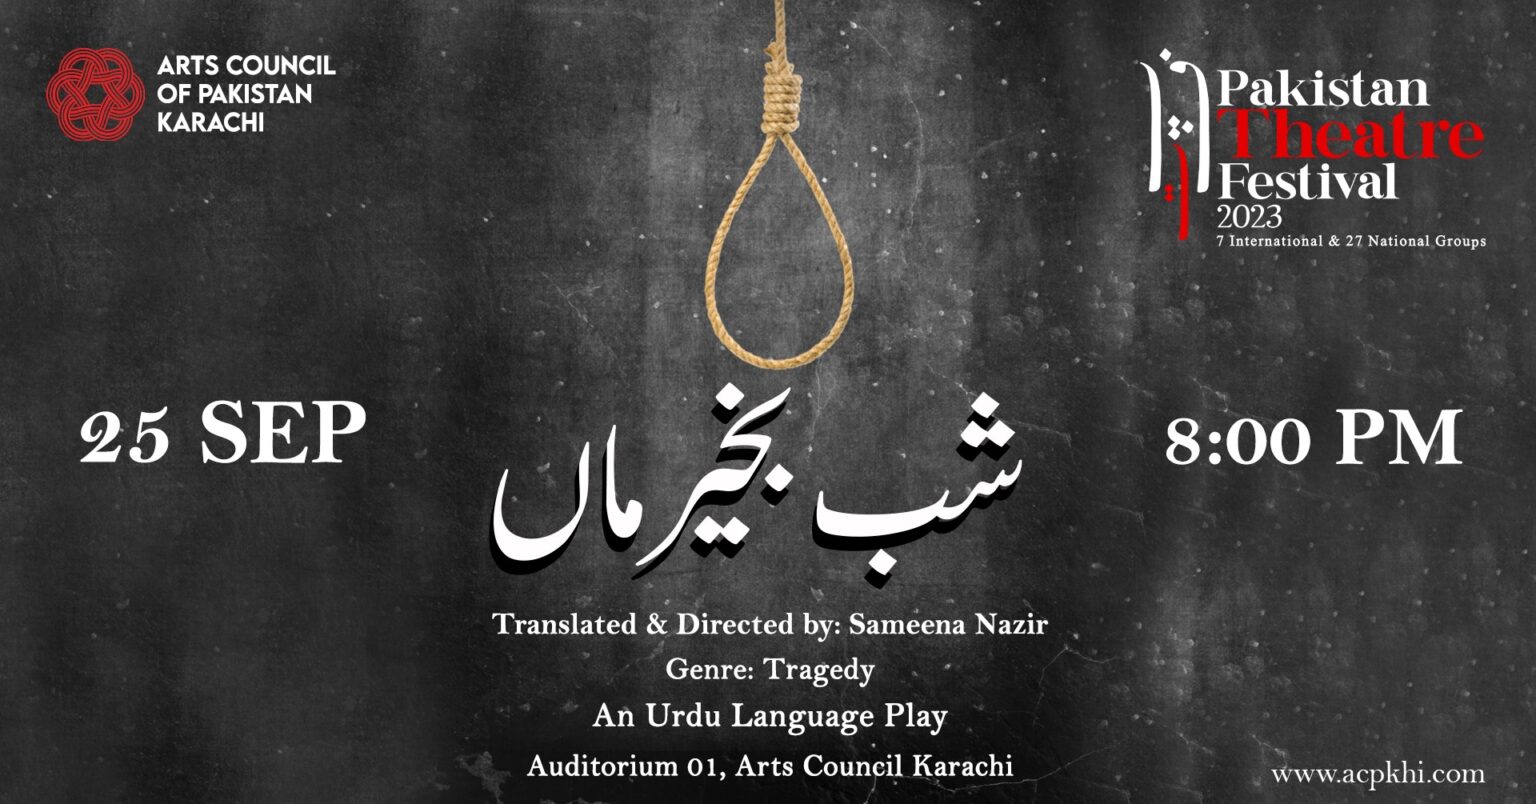 ARTS COUNCIL
OF PAKISTAN
KARACHI
Pakistan
Theatre
Festival
2023
7 International & 27 National Groups
25 SEP
8:00 PM
شب بخیر ماں
Translated & Directed by: Sameena Nazir
Genre: Tragedy
An Urdu Language Play
Auditorium 01, Arts Council Karachi
www.acpkhi.com